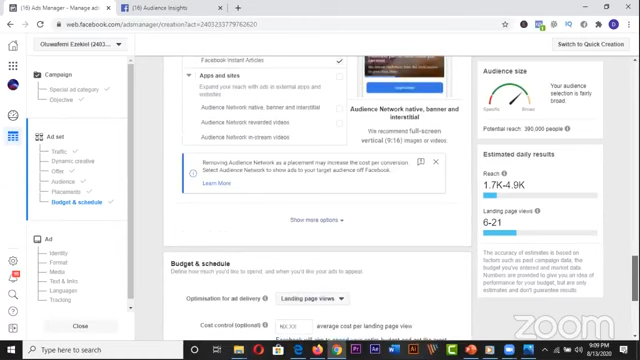 (16) Ads Manager - Manage ads
(16) Audience Insights
web.facebook.com/adsmanager/creation?act=2403233779762620
Oluwafemi Ezekiel (2403...
Switch to Quick Creation
Campaign
Special ad category
Objective
Ad set
Traffic
Dynamic creative
Offer
Audience
Placements
Budget & schedule
Ad
Identity
Format
Media
Text & links
Languages
Tracking
Close
Facebook Instant Articles
Apps and sites
Expand your reach with ads in external apps and websites
Audience Network native, banner and interstitial
Audience Network rewarded videos
Audience Network in-stream videos
Audience Network native, banner and
interstitial
We recommend full-screen
vertical (9:16) images or videos
Removing Audience Network as a placement may increase the cost per conversion.
Select Audience Network to show ads to your target audience off Facebook.
Learn More
Show more options
Budget & schedule
Define how much you'd like to spend, and when you'd like your ads to appear.
Optimisation for ad delivery
Landing page views
Cost control (optional)
NX.XX
average cost per landing page view
Audience size
Your audience
selection is fairly
broad.
Specific
Broad
Potential reach: 390,000 people
Estimated daily results
Reach
1.7K-4.9K
Landing page views
6-21
The accuracy of estimates is based on
factors such as past campaign data, the
budget you've entered and market data.
Numbers are provided to give you an idea of
performance for your budget, but are only
estimates and don't guarantee results.
zoom
Type here to search
9:09 PM
8/13/2020